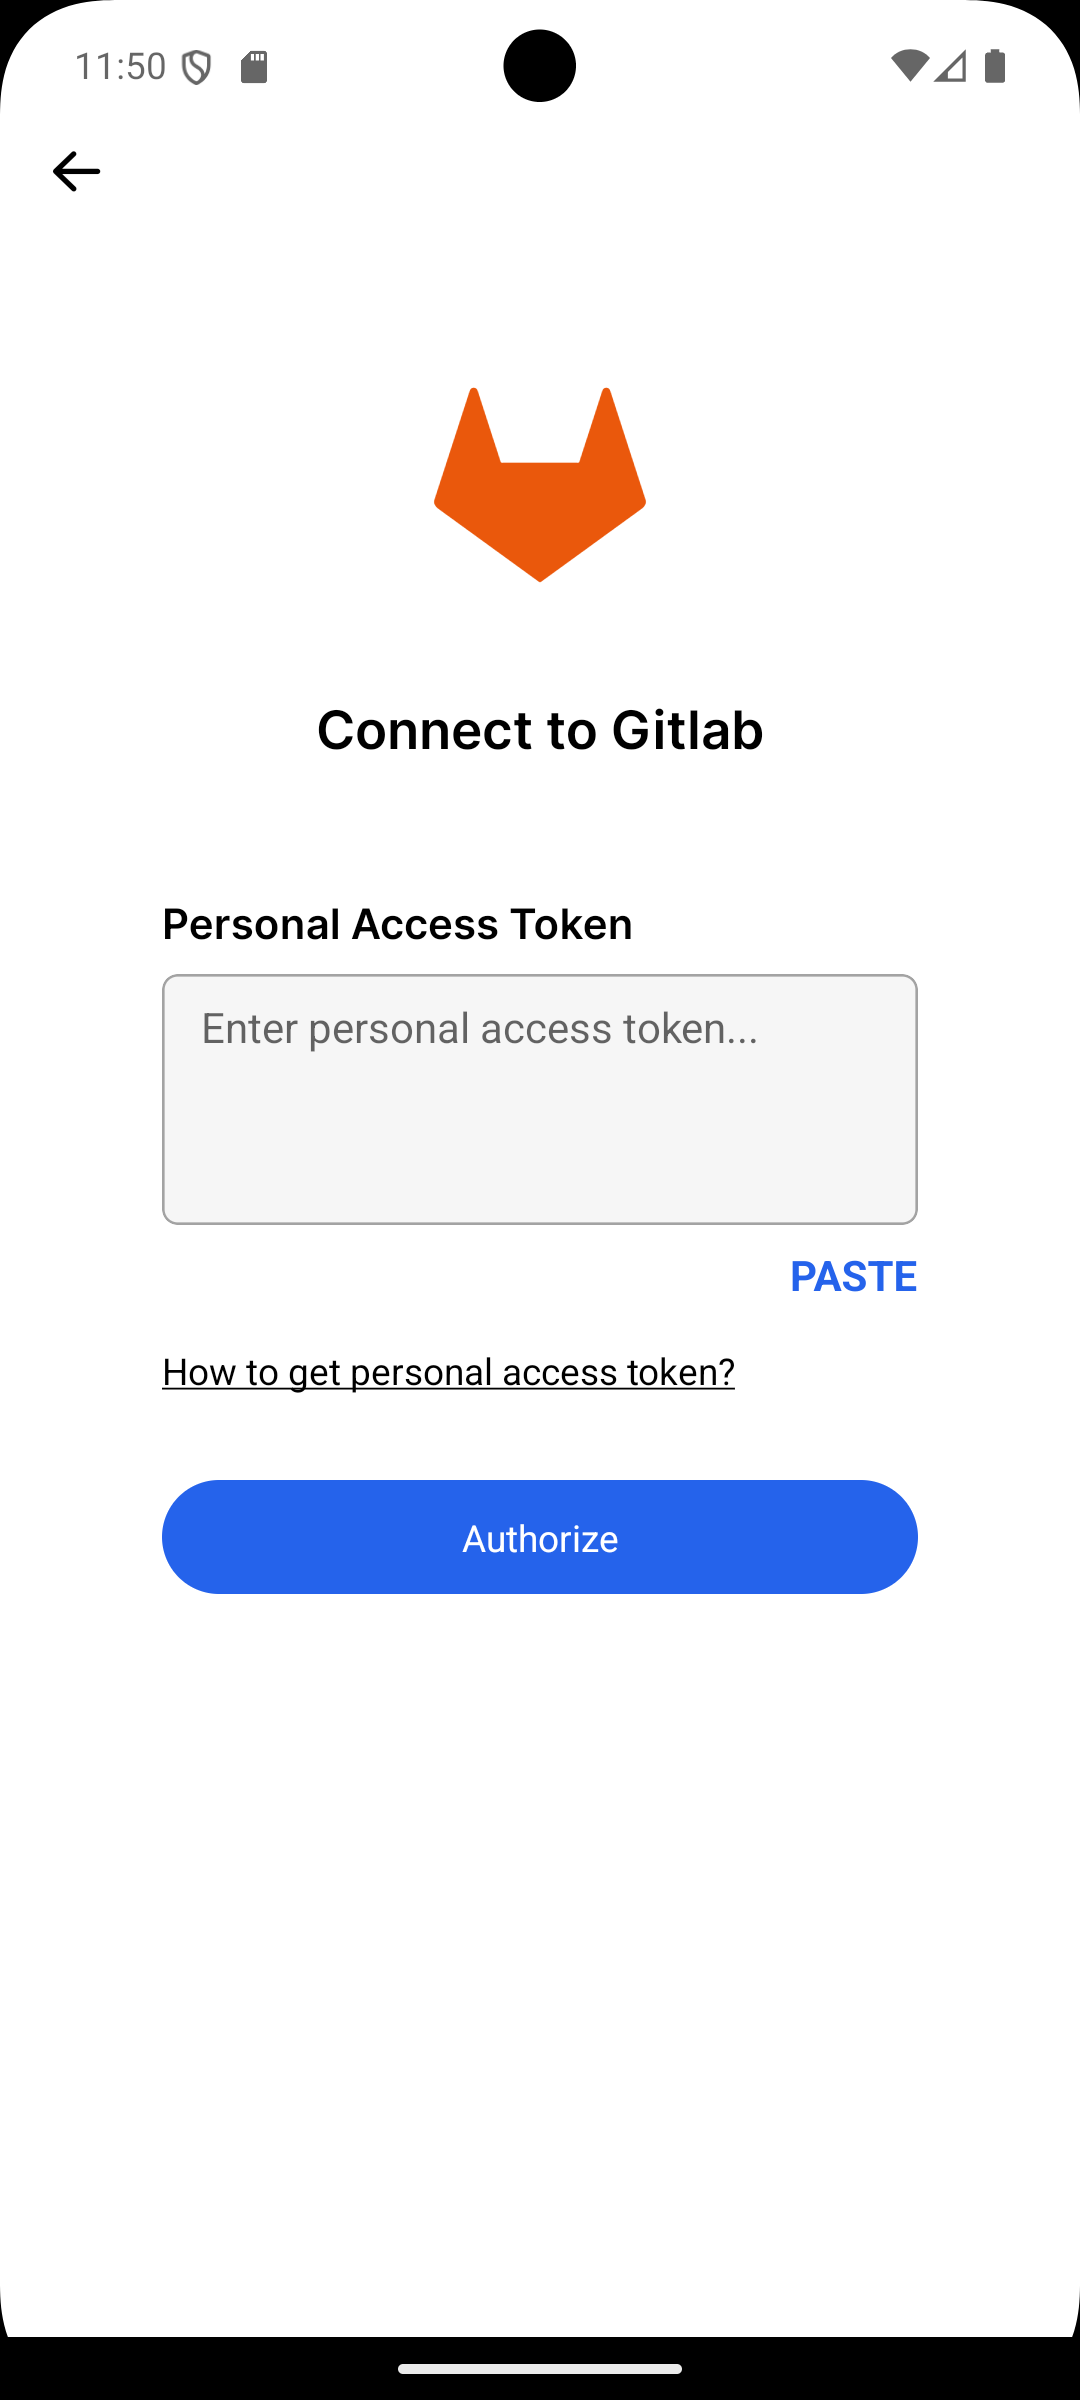 11:50
Connect to Gitlab
Personal Access Token
Enter personal access token...
PASTE
How to get personal access token?
Authorize